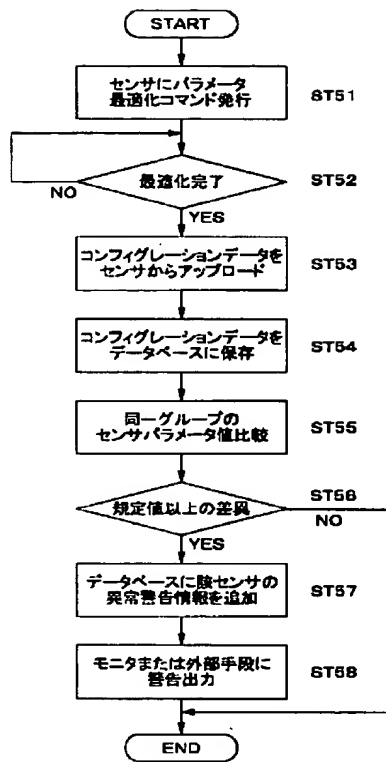 START
センサにパラメータ
最適化コマンド発行
ST51
最適化完了
ST52
NO
YES
コンフィグレーションデータを
センサからアップロード
ST53
コンフィグレーションデータを
データベースに保存
ST54
同一グループの
センサパラメータ値比較
ST55
規定値以上の差異
ST56
NO
YES
データベースに該センサの
異常警告情報を追加
ST57
モニタまたは外部手段に
警告出力
ST58
END